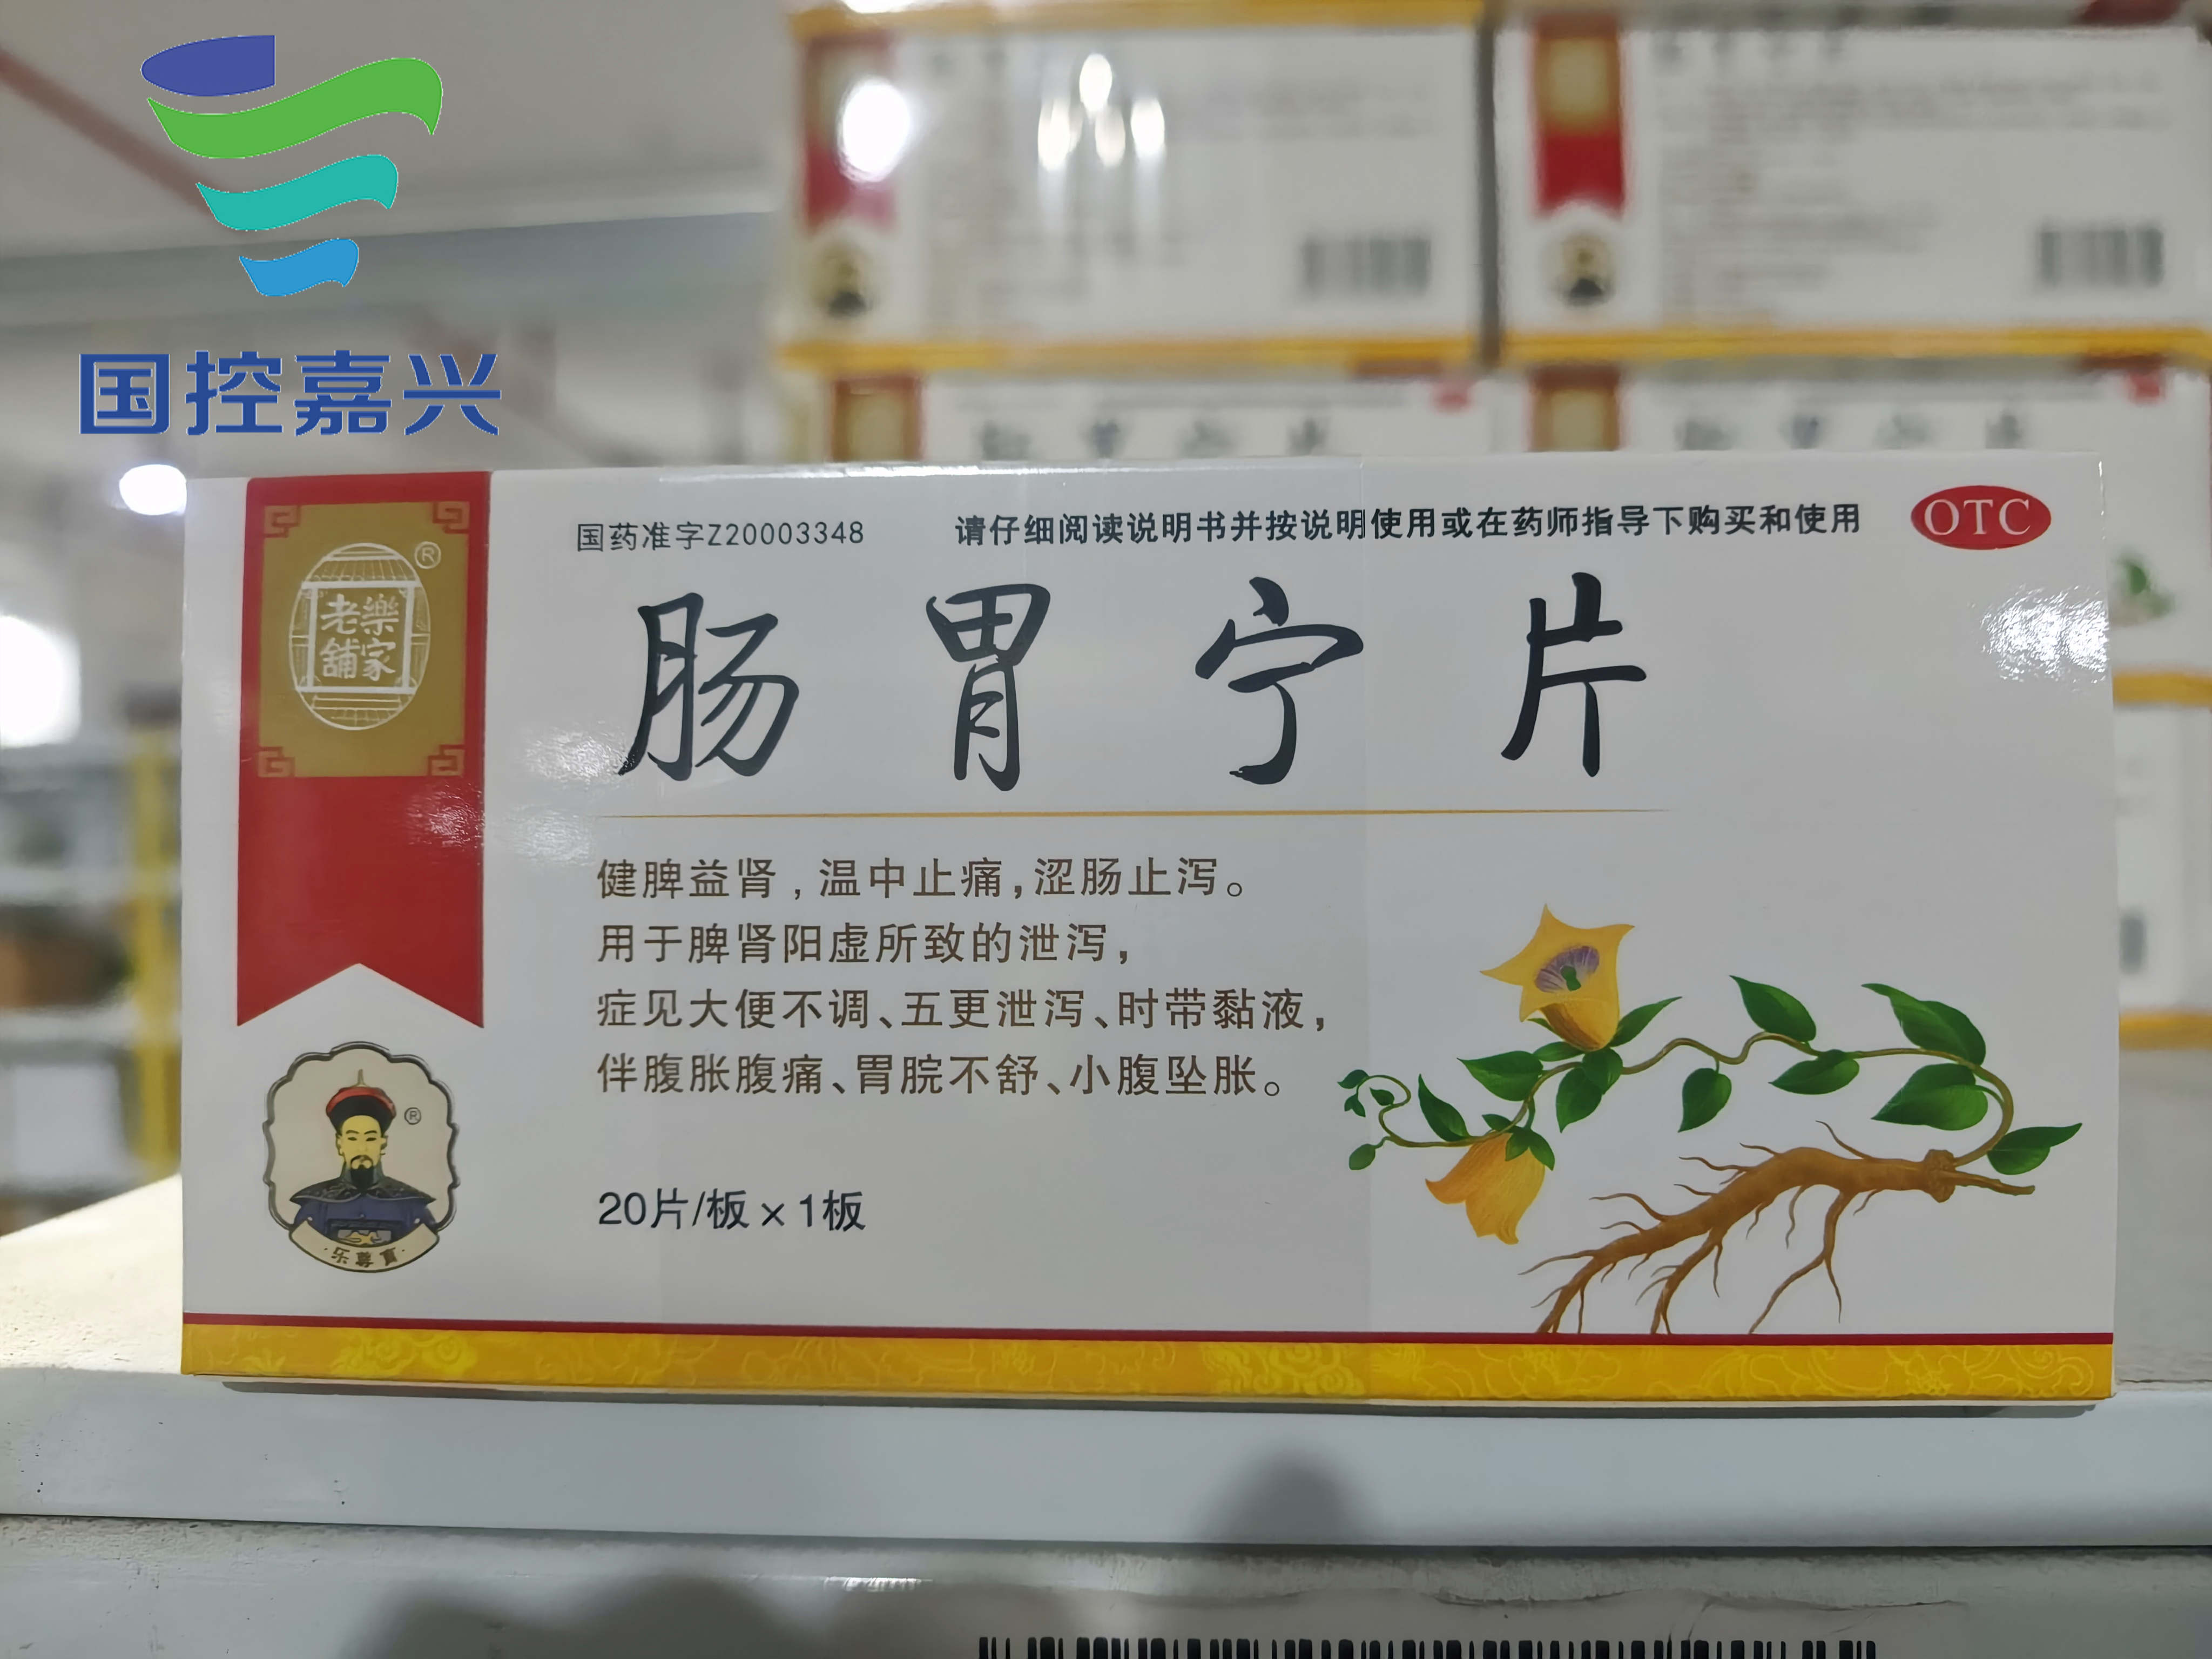 国控嘉兴
国药准字Z20003348
请仔细阅读说明书并按说明使用或在药师指导下购买和使用
OTC
樂家
老舖
®
肠胃宁片
健脾益肾,温中止痛,涩肠止泻。
用于脾肾阳虚所致的泄泻,
症见大便不调、五更泄泻、时带黏液,
伴腹胀腹痛、胃脘不舒、小腹坠胀。
®
·乐尊育·
20片/板×1板